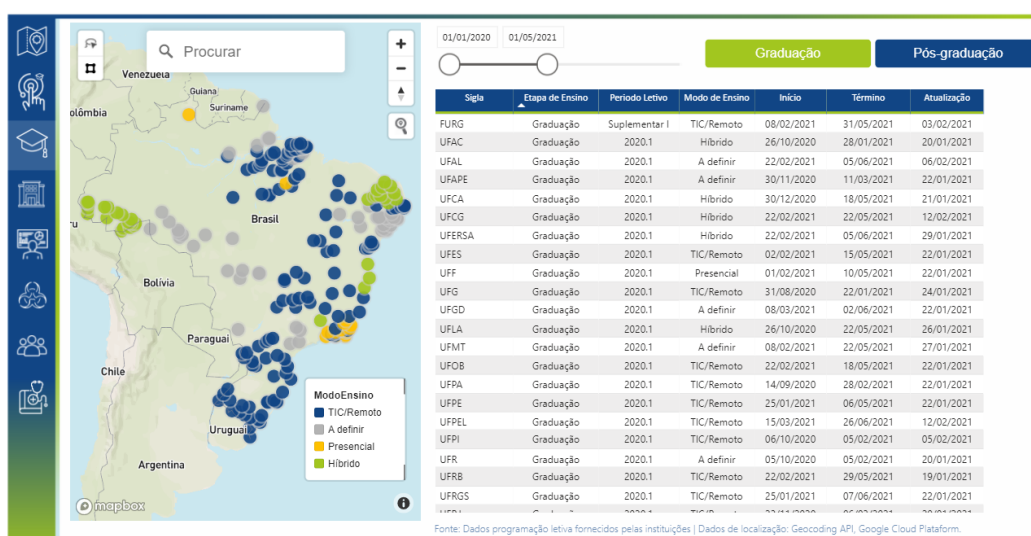 Procurar
Venezuela
Guiana
Suriname
olômbia
Brasil
ru
Bolívia
Paraguai
Chile
Uruguai
Argentina
ModoEnsino
TIC/Remoto
A definir
Presencial
Híbrido
mapbox
01/01/2020 01/05/2021
Graduação Pós-graduação
Sigla Etapa de Ensino Periodo Letivo Modo de Ensino Início Término Atualização
FURG Graduação Suplementar I TIC/Remoto 08/02/2021 31/05/2021 03/02/2021
UFAC Graduação 2020.1 Híbrido 26/10/2020 28/01/2021 20/01/2021
UFAL Graduação 2020.1 A definir 22/02/2021 05/06/2021 06/02/2021
UFAPE Graduação 2020.1 A definir 30/11/2020 11/03/2021 22/01/2021
UFCA Graduação 2020.1 Híbrido 30/12/2020 18/05/2021 21/01/2021
UFCG Graduação 2020.1 Híbrido 22/02/2021 22/05/2021 12/02/2021
UFERSA Graduação 2020.1 Híbrido 22/02/2021 05/06/2021 29/01/2021
UFES Graduação 2020.1 TIC/Remoto 02/02/2021 15/05/2021 22/01/2021
UFF Graduação 2020.1 Presencial 01/02/2021 10/05/2021 22/01/2021
UFG Graduação 2020.1 TIC/Remoto 31/08/2020 22/01/2021 24/01/2021
UFGD Graduação 2020.1 A definir 08/03/2021 02/06/2021 22/01/2021
UFLA Graduação 2020.1 Híbrido 26/10/2020 22/05/2021 26/01/2021
UFMT Graduação 2020.1 A definir 08/02/2021 22/05/2021 27/01/2021
UFOB Graduação 2020.1 TIC/Remoto 22/02/2021 18/05/2021 22/01/2021
UFPA Graduação 2020.1 TIC/Remoto 14/09/2020 28/02/2021 22/01/2021
UFPE Graduação 2020.1 TIC/Remoto 25/01/2021 06/05/2021 22/01/2021
UFPEL Graduação 2020.1 TIC/Remoto 15/03/2021 26/06/2021 12/02/2021
UFPI Graduação 2020.1 TIC/Remoto 06/10/2020 05/02/2021 05/02/2021
UFR Graduação 2020.1 A definir 05/10/2020 05/02/2021 20/01/2021
UFRB Graduação 2020.1 TIC/Remoto 22/02/2021 29/05/2021 19/01/2021
UFRGS Graduação 2020.1 TIC/Remoto 25/01/2021 07/06/2021 22/01/2021
Fonte: Dados programação letiva fornecidos pelas instituições | Dados de localização: Geocoding API, Google Cloud Plataform.